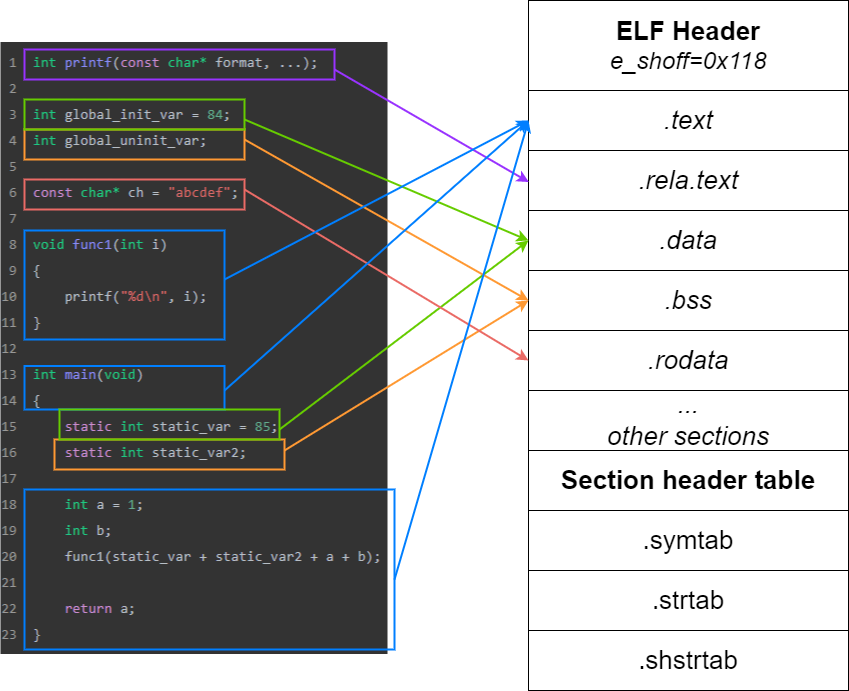 1 int printf(const char* format, ...);
2
3 int global_init_var = 84;
4 int global_uninit_var;
5
6 const char* ch = "abcdef";
7
8 void func1(int i)
9 {
10     printf("%d\n", i);
11 }
12
13 int main(void)
14 {
15     static int static_var = 85;
16     static int static_var2;
17
18     int a = 1;
19     int b;
20     func1(static_var + static_var2 + a + b);
21
22     return a;
23 }
ELF Header
e_shoff=0x118
.text
.rela.text
.data
.bss
.rodata
...
other sections
Section header table
.symtab
.strtab
.shstrtab